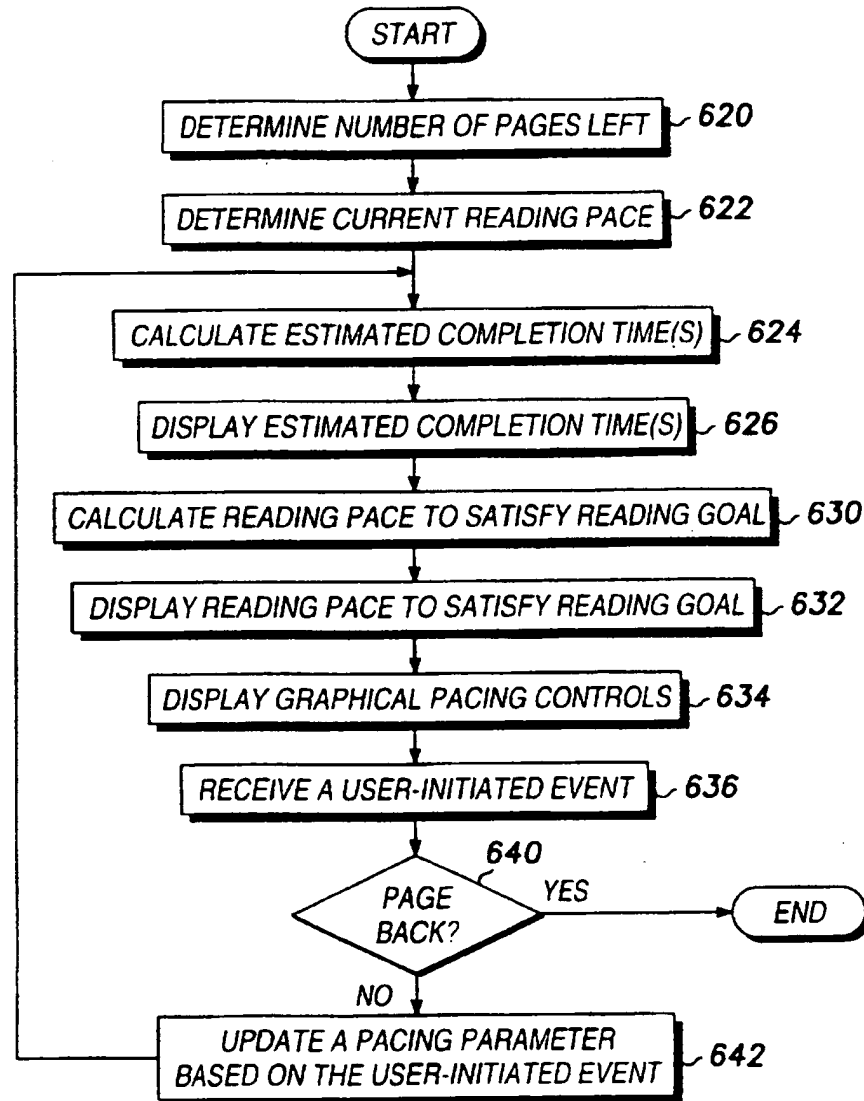 START
DETERMINE NUMBER OF PAGES LEFT 620
DETERMINE CURRENT READING PACE 622
CALCULATE ESTIMATED COMPLETION TIME(S) 624
DISPLAY ESTIMATED COMPLETION TIME(S) 626
CALCULATE READING PACE TO SATISFY READING GOAL 630
DISPLAY READING PACE TO SATISFY READING GOAL 632
DISPLAY GRAPHICAL PACING CONTROLS 634
RECEIVE A USER-INITIATED EVENT 636
640
PAGE
BACK?
YES
END
NO
UPDATE A PACING PARAMETER
BASED ON THE USER-INITIATED EVENT 642